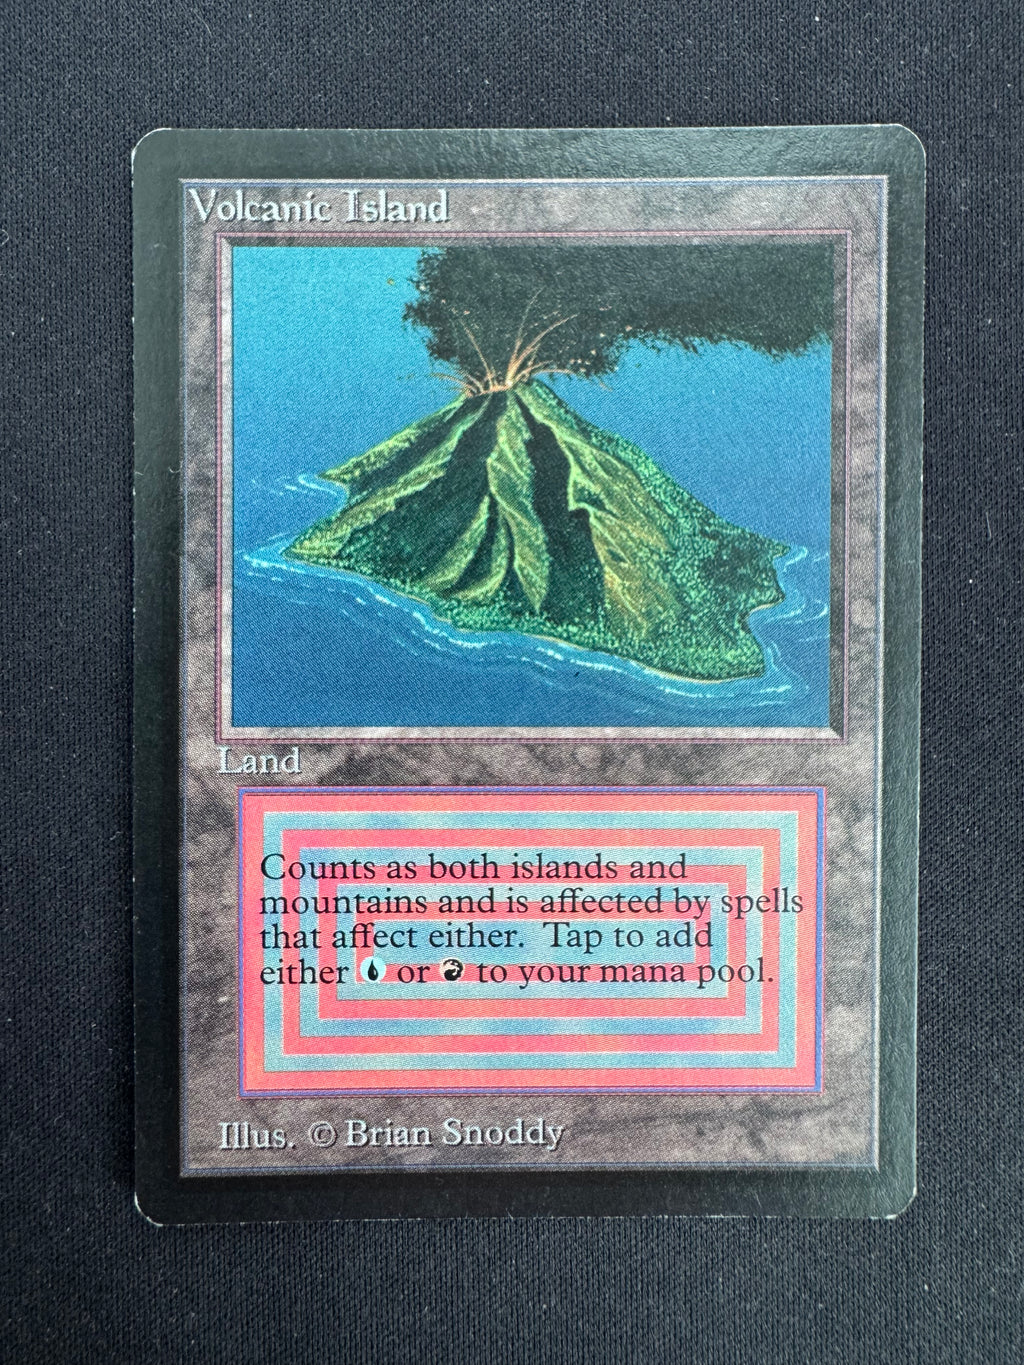 Volcanic Island
Land
Counts as both islands and
mountains and is affected by spells
that affect either. Tap to add
either or to your mana pool.
Illus. © Brian Snoddy